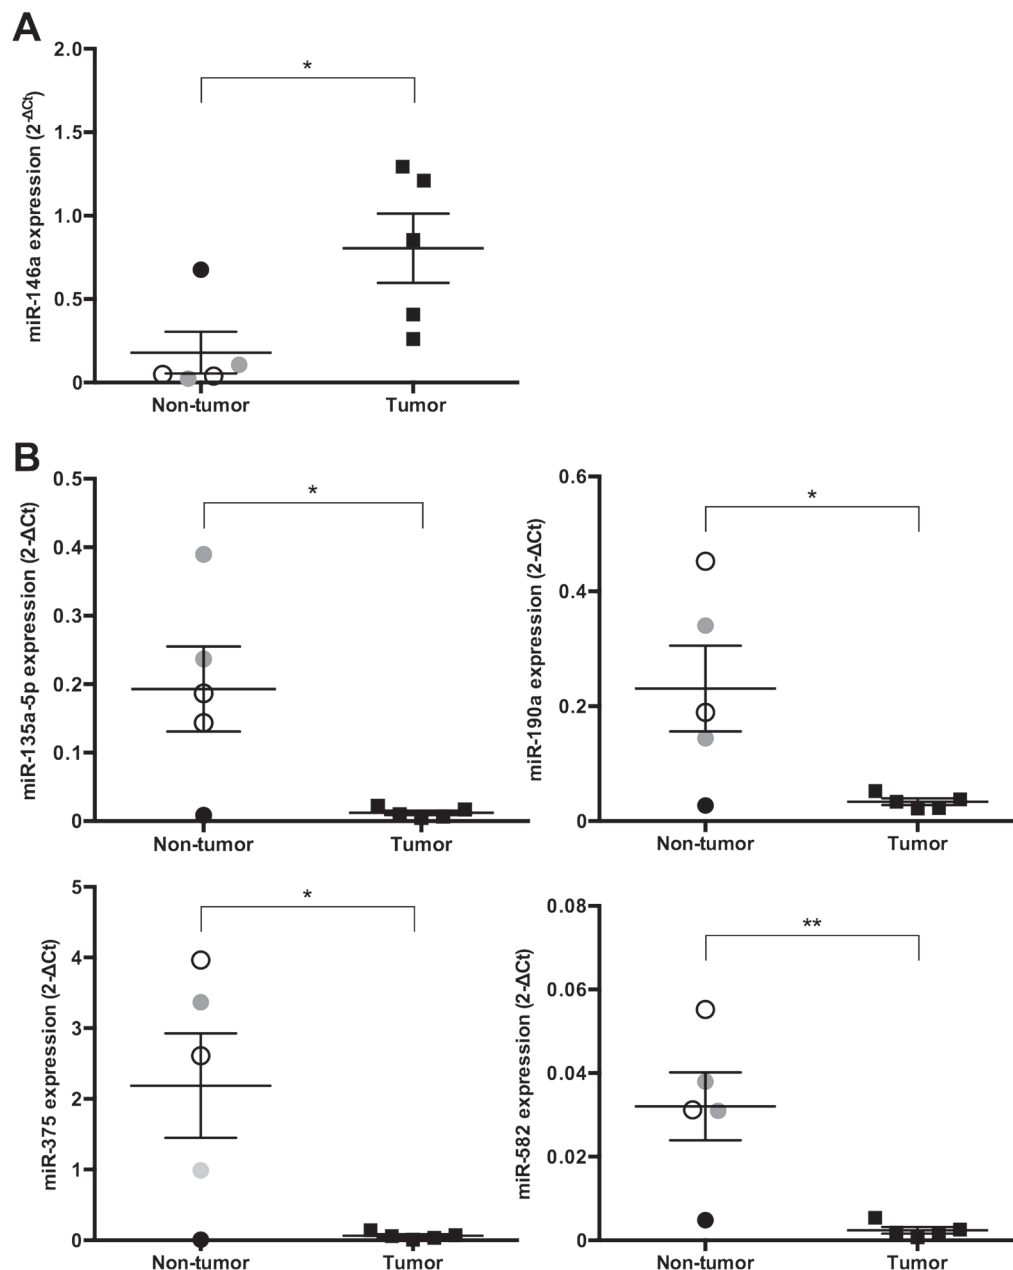 A
miR-146a expression (2-ΔCt)
2.0
1.5
1.0
0.5
0
*
Non-tumor
Tumor
B
miR-135a-5p expression (2-ΔCt)
0.5
0.4
0.3
0.2
0.1
0
*
Non-tumor
Tumor
miR-190a expression (2-ΔCt)
0.6
0.4
0.2
0
*
Non-tumor
Tumor
miR-375 expression (2-ΔCt)
5
4
3
2
1
0
*
Non-tumor
Tumor
miR-582 expression (2-ΔCt)
0.08
0.06
0.04
0.02
0
**
Non-tumor
Tumor